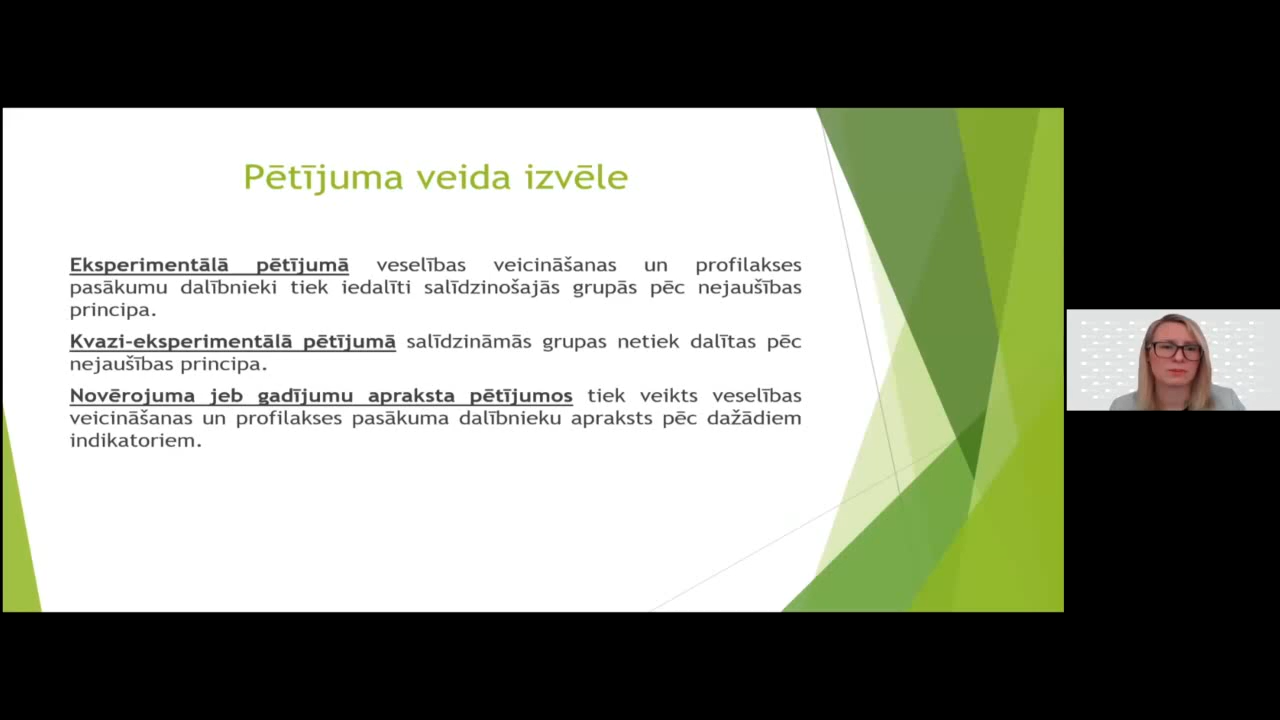 Pētījuma veida izvēle
Eksperimentālā pētījumā veselības veicināšanas un profilakses
pasākumu dalībnieki tiek iedalīti salīdzinošajās grupās pēc nejaušības
principa.
Kvazi-eksperimentālā pētījumā salīdzināmās grupas netiek dalītas pēc
nejaušības principa.
Novērojuma jeb gadījumu apraksta pētījumos tiek veikts veselības
veicināšanas un profilakses pasākuma dalībnieku apraksts pēc dažādiem
indikatoriem.